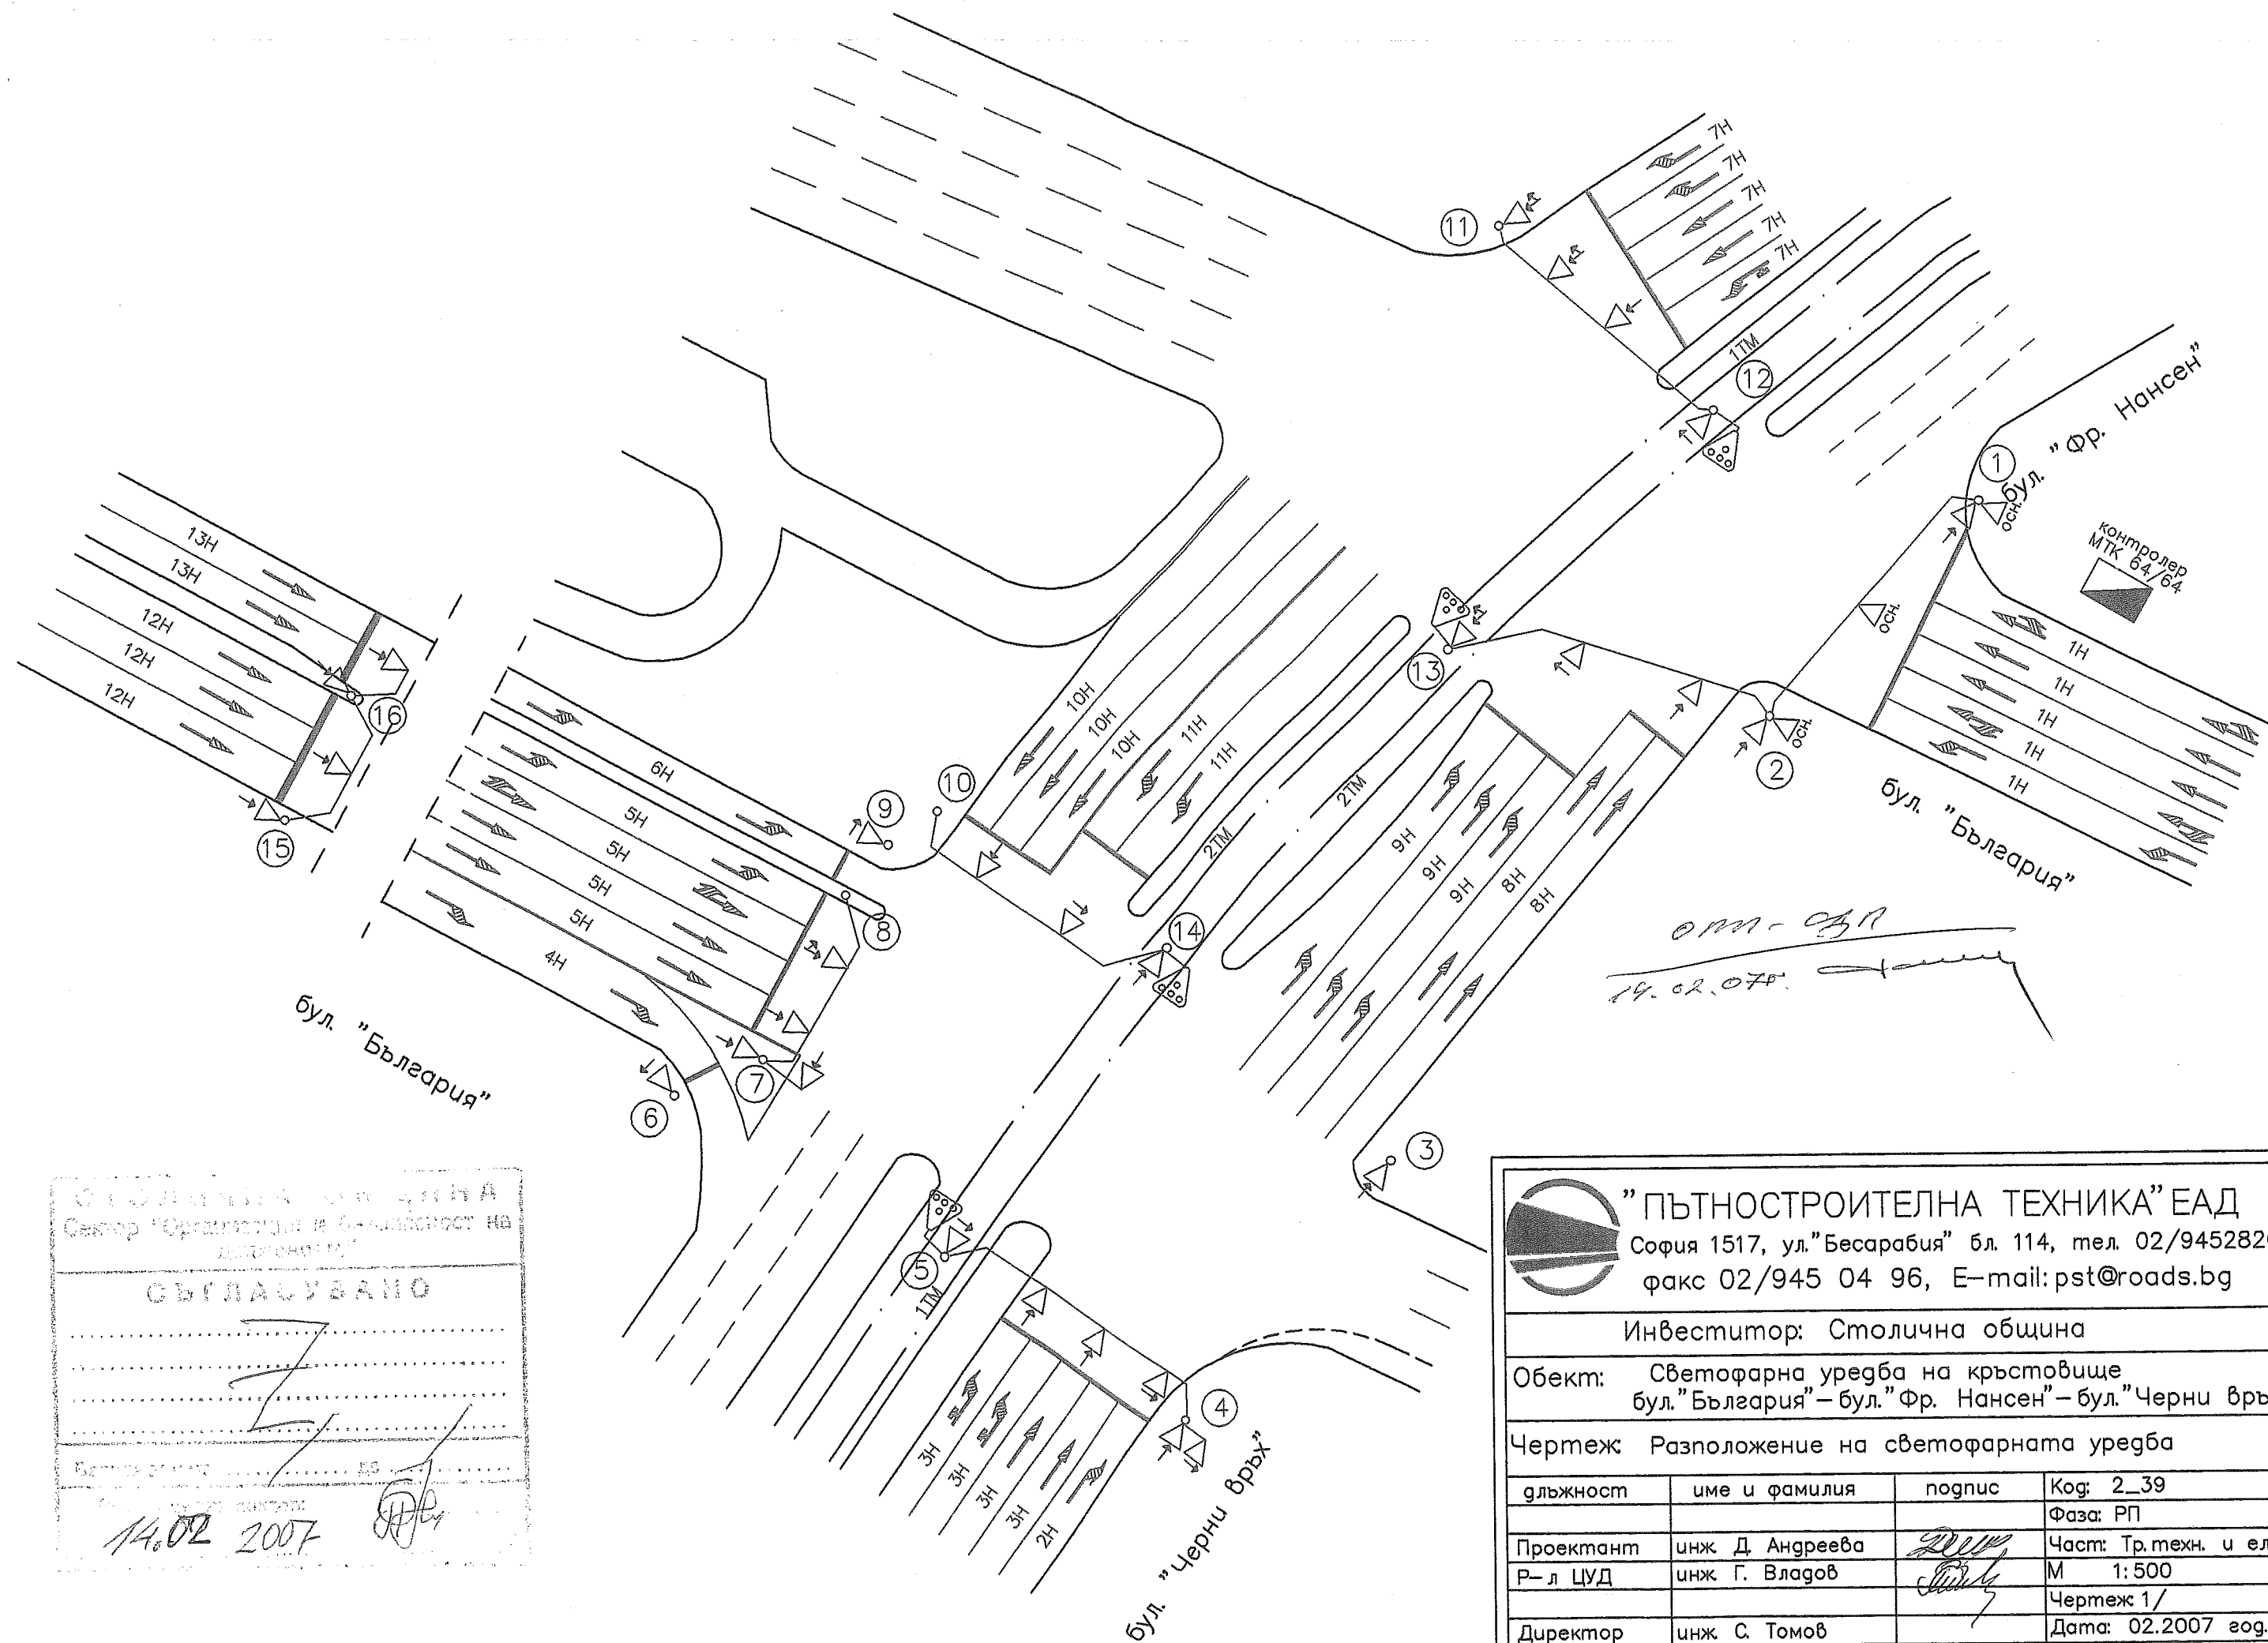 7Н
7Н
7Н
7Н
7Н
11
1ТМ
12
бул. "Фр. Нансен"
1
осн.
контролер
МТК 64/64
осн.
13Н
13Н
12Н
12Н
12Н
16
15
13
1Н
1Н
1Н
1Н
1Н
осн.
2
бул. "България"
10Н
10Н
10Н
11Н
11Н
6Н
10
9
5Н
5Н
5Н
5Н
4Н
8
2ТМ
2ТМ
9Н
9Н
9Н
8Н
8Н
14
14.02.07г.
бул. "България"
7
6
3
5
1ТМ
4
3Н
3Н
3Н
3Н
2Н
бул. "Черни връх"
Сектор "Организация и безопасност на
СЪГЛАСУВАНО
до
14.02 2007
"ПЪТНОСТРОИТЕЛНА ТЕХНИКА" ЕАД
София 1517, ул."Бесарабия" бл. 114, тел. 02/945282
факс 02/945 04 96, E-mail: pst@roads.bg
Инвеститор: Столична община
Обект: Светофарна уредба на кръстовище
бул."България"–бул."Фр. Нансен"–бул."Черни връ
Чертеж: Разположение на светофарната уредба
длъжност име и фамилия подпис Код: 2_39
Фаза: РП
Проектант инж. Д. Андреева Част: Тр.техн. и ел
Р-л ЦУД инж. Г. Владов М 1:500
Чертеж 1/
Директор инж. С. Томов Дата: 02.2007 год